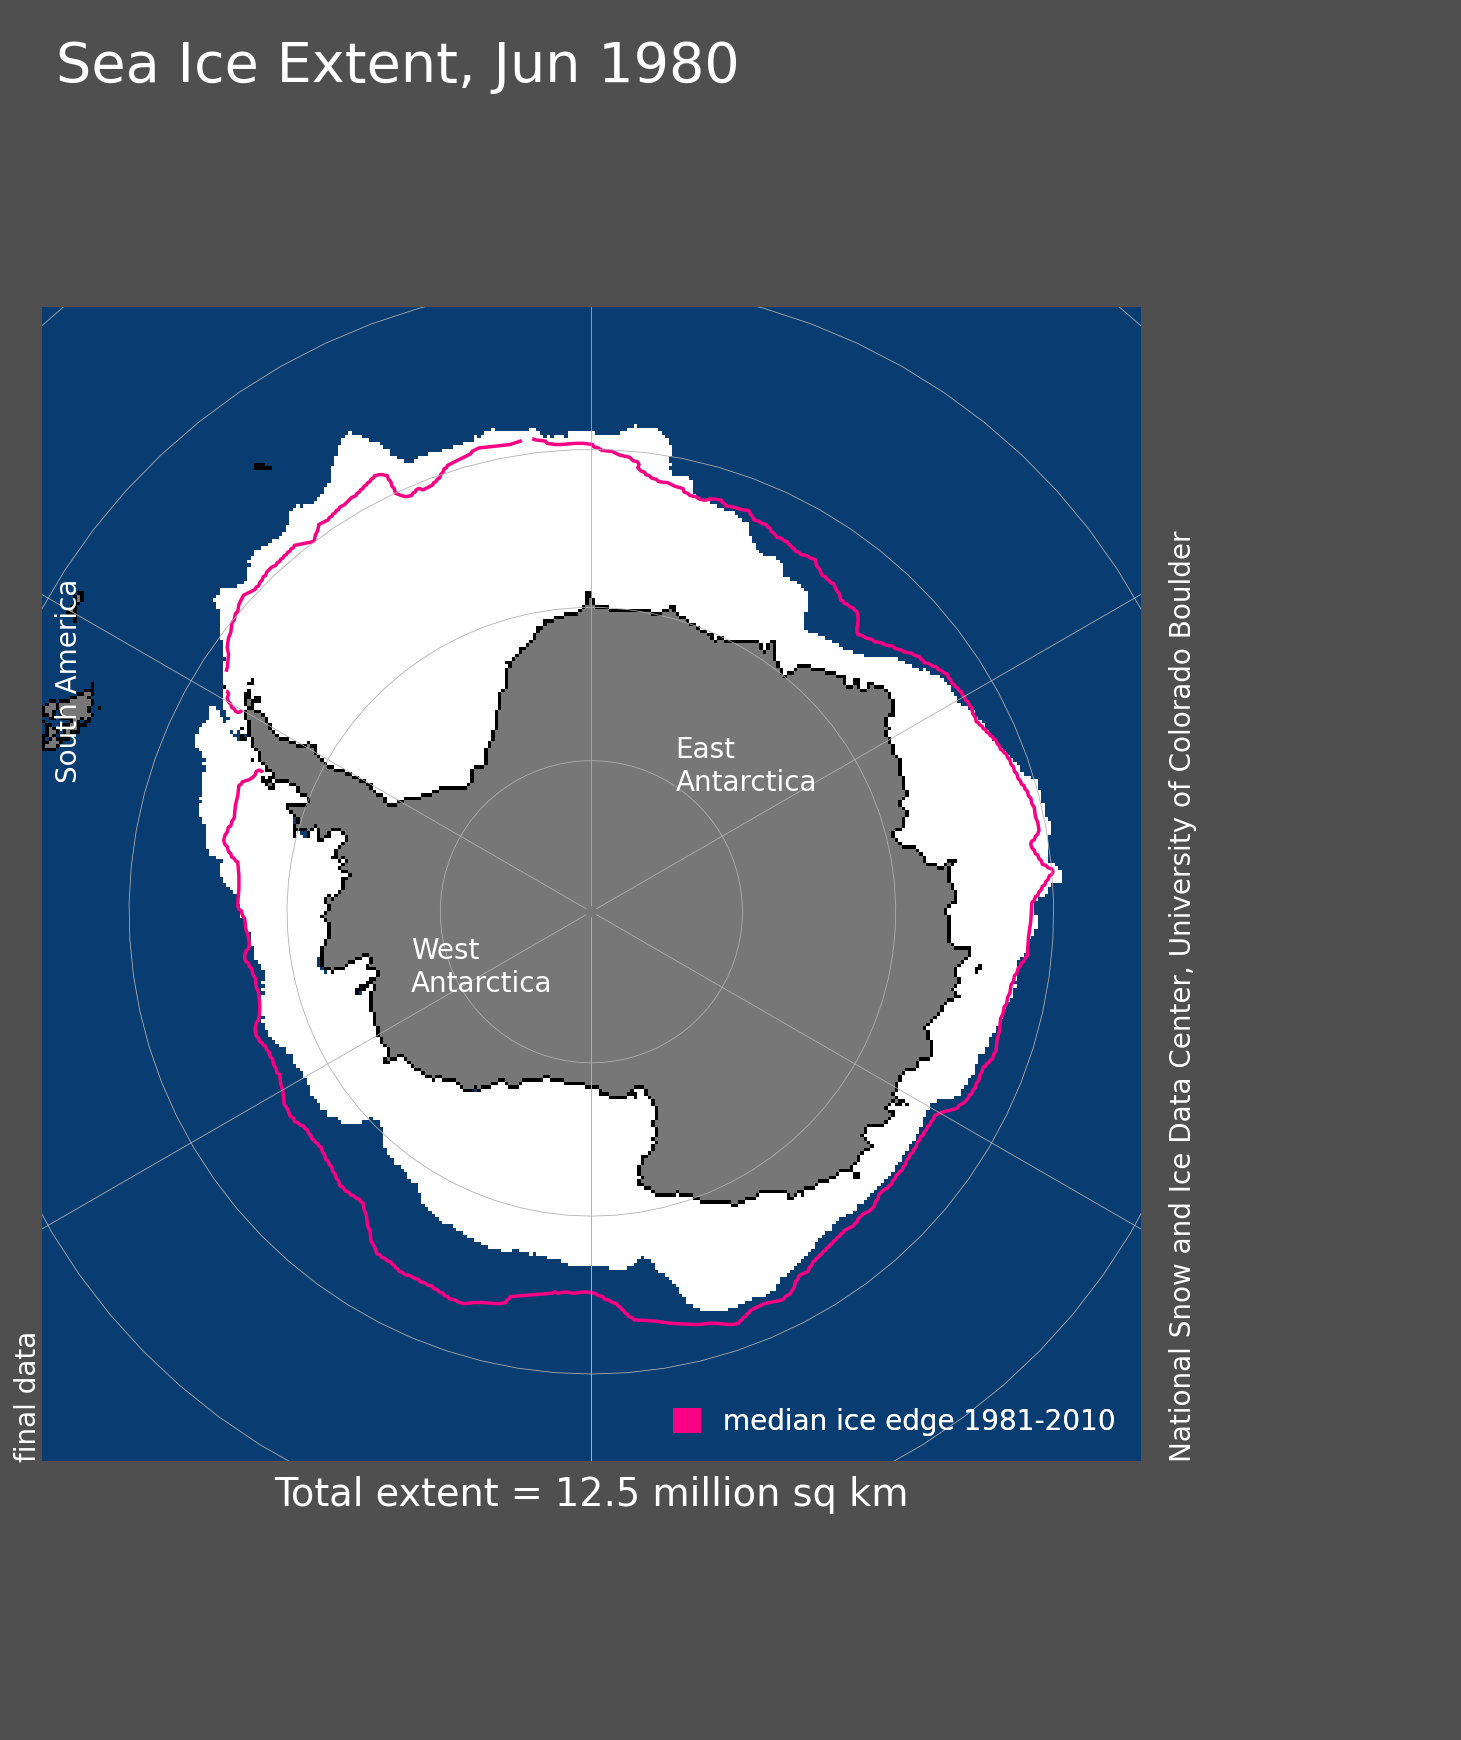 Sea Ice Extent, Jun 1980
South America
East
Antarctica
West
Antarctica
National Snow and Ice Data Center, University of Colorado Boulder
final data
median ice edge 1981-2010
Total extent = 12.5 million sq km